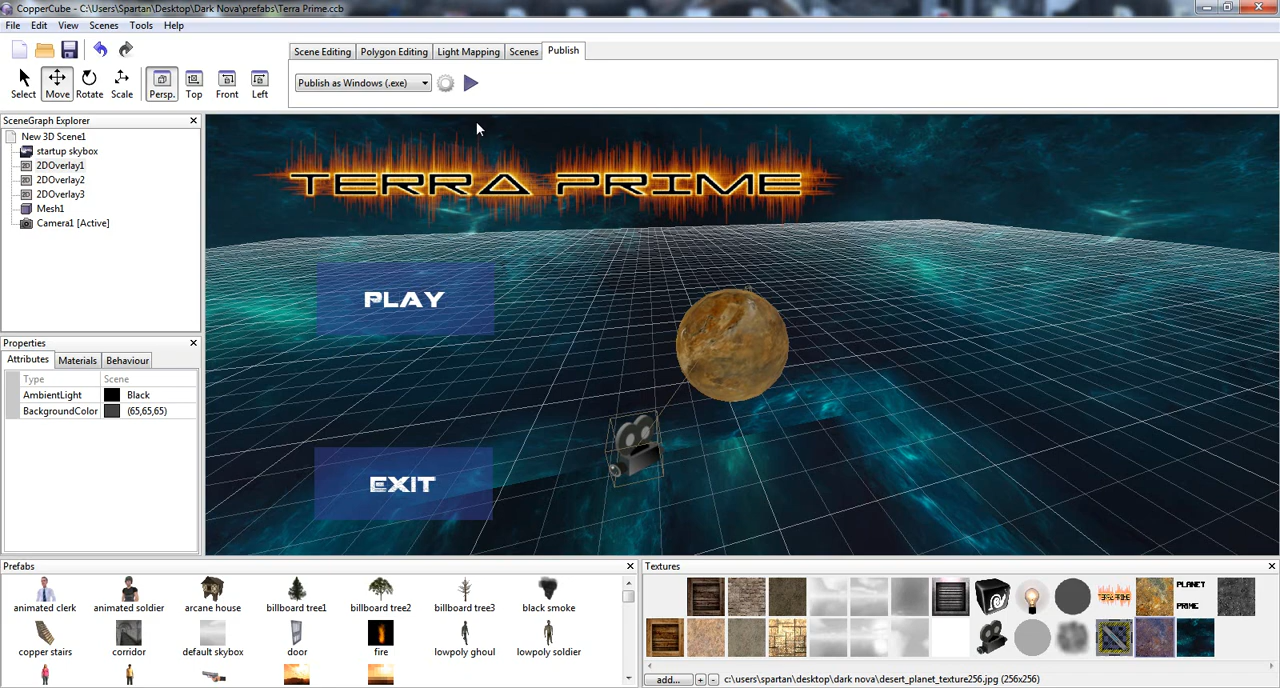 CopperCube - C:\Users\Spartan\Desktop\Dark Nova\prefabs\Terra Prime.ccb
File Edit View Scenes Tools Help
Scene Editing Polygon Editing Light Mapping Scenes Publish
Select Move Rotate Scale Persp. Top Front Left
Publish as Windows (.exe)
SceneGraph Explorer
New 3D Scene1
startup skybox
2DOverlay1
2DOverlay2
2DOverlay3
Mesh1
Camera1 [Active]
TERRA PRIME
PLAY
EXIT
Properties
Attributes Materials Behaviour
Type Scene
AmbientLight Black
BackgroundColor (65,65,65)
Prefabs
animated clerk animated soldier arcane house billboard tree1 billboard tree2 billboard tree3 black smoke
copper stairs corridor default skybox door fire lowpoly ghoul lowpoly soldier
Textures
PLANET
PRIME
add... + - c:\users\spartan\desktop\dark nova\desert_planet_texture256.jpg (256x256)